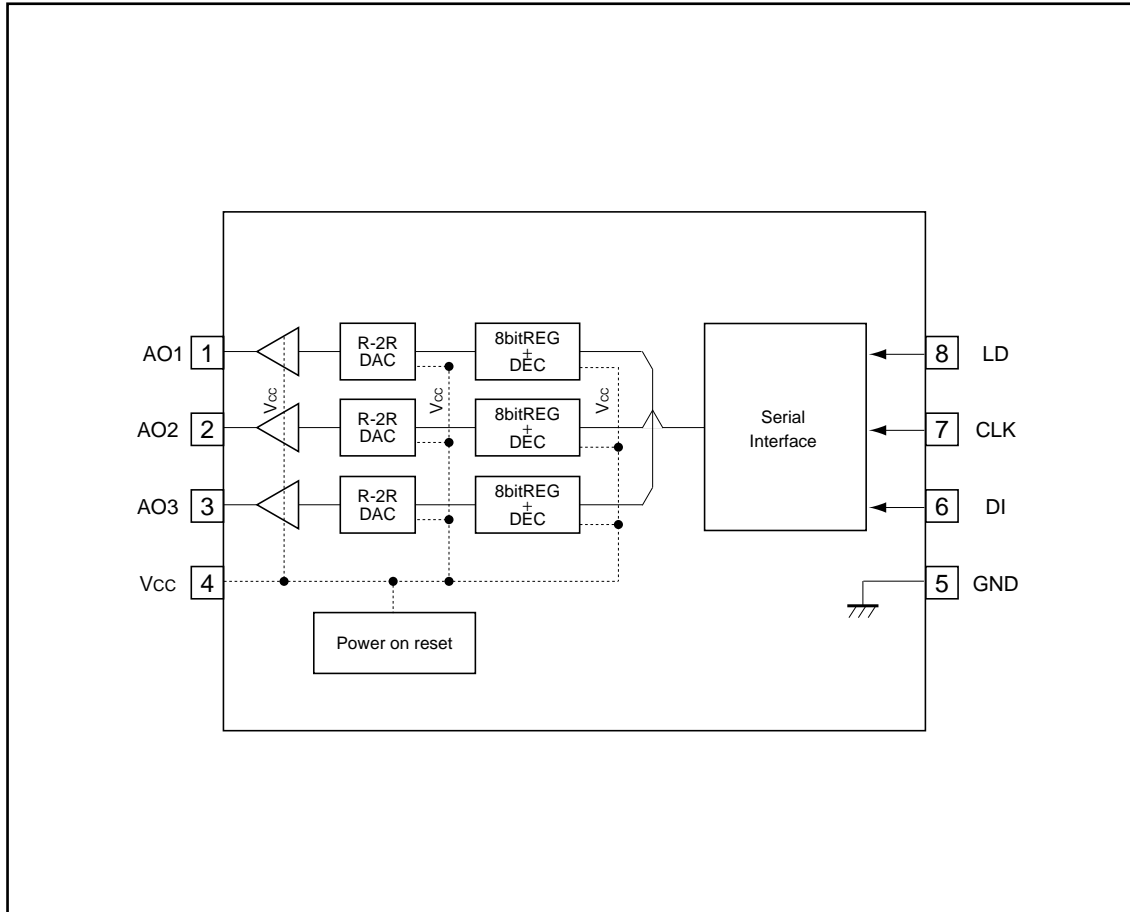 AO1 1
R-2R
DAC
8bitREG
+
DEC
8 LD
Vcc
Vcc
Vcc
AO2 2
R-2R
DAC
8bitREG
+
DEC
Serial
Interface
7 CLK
AO3 3
R-2R
DAC
8bitREG
+
DEC
6 DI
Vcc 4
5 GND
Power on reset